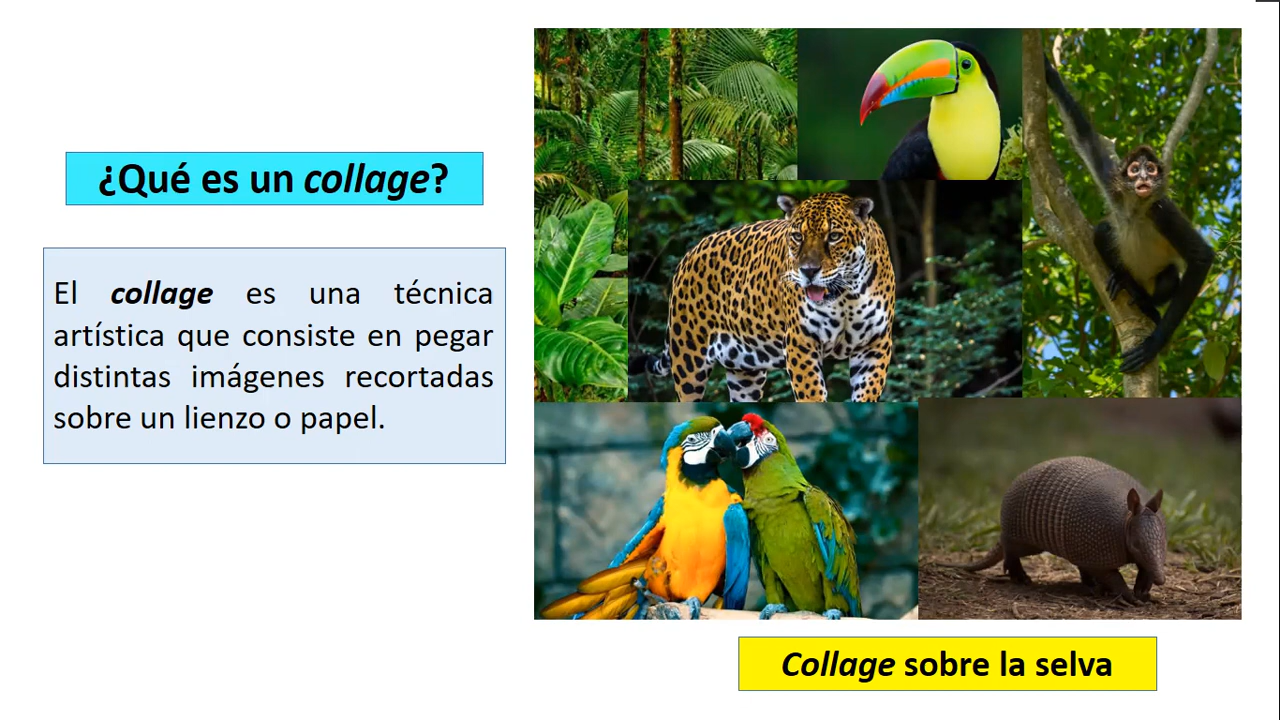 ¿Qué es un collage?
El collage es una técnica
artística que consiste en pegar
distintas imágenes recortadas
sobre un lienzo o papel.
Collage sobre la selva